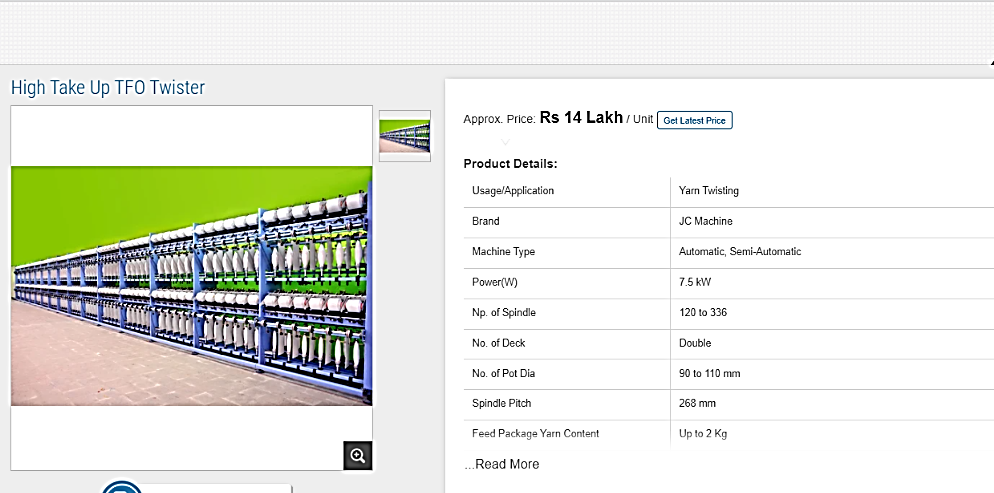 High Take Up TFO Twister
Approx. Price: Rs 14 Lakh / Unit Get Latest Price
Product Details:
Usage/Application Yarn Twisting
Brand JC Machine
Machine Type Automatic, Semi-Automatic
Power(W) 7.5 kW
Np. of Spindle 120 to 336
No. of Deck Double
No. of Pot Dia 90 to 110 mm
Spindle Pitch 268 mm
Feed Package Yarn Content Up to 2 Kg
...Read More